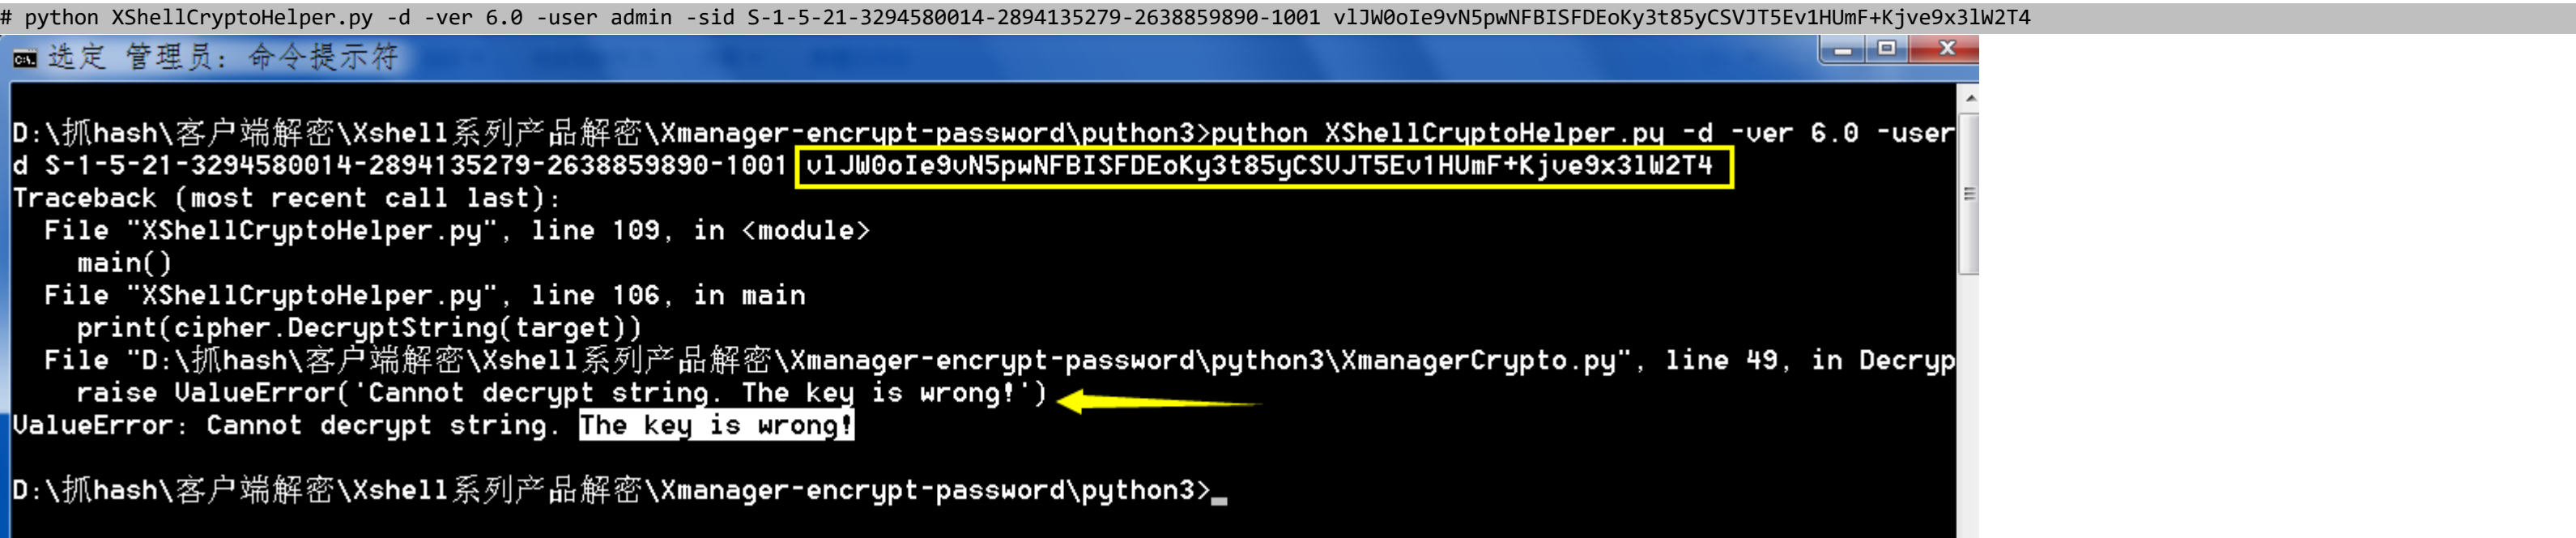 # python XShellCryptoHelper.py -d -ver 6.0 -user admin -sid S-1-5-21-3294580014-2894135279-2638859890-1001 vlJW0oIe9vN5pwNFBISFDEoKy3t85yCSVJT5Ev1HUmF+Kjve9x3lW2T4
选定 管理员: 命令提示符
D:\抓hash\客户端解密\Xshell系列产品解密\Xmanager-encrypt-password\python3>python XShellCryptoHelper.py -d -ver 6.0 -user
d S-1-5-21-3294580014-2894135279-2638859890-1001 vlJW0oIe9vN5pwNFBISFDEoKy3t85yCSVJT5Ev1HUmF+Kjve9x3lW2T4
Traceback (most recent call last):
  File "XShellCryptoHelper.py", line 109, in <module>
    main()
  File "XShellCryptoHelper.py", line 106, in main
    print(cipher.DecryptString(target))
  File "D:\抓hash\客户端解密\Xshell系列产品解密\Xmanager-encrypt-password\python3\XmanagerCrypto.py", line 49, in Decryp
    raise ValueError('Cannot decrypt string. The key is wrong!')
ValueError: Cannot decrypt string. The key is wrong!
D:\抓hash\客户端解密\Xshell系列产品解密\Xmanager-encrypt-password\python3>_